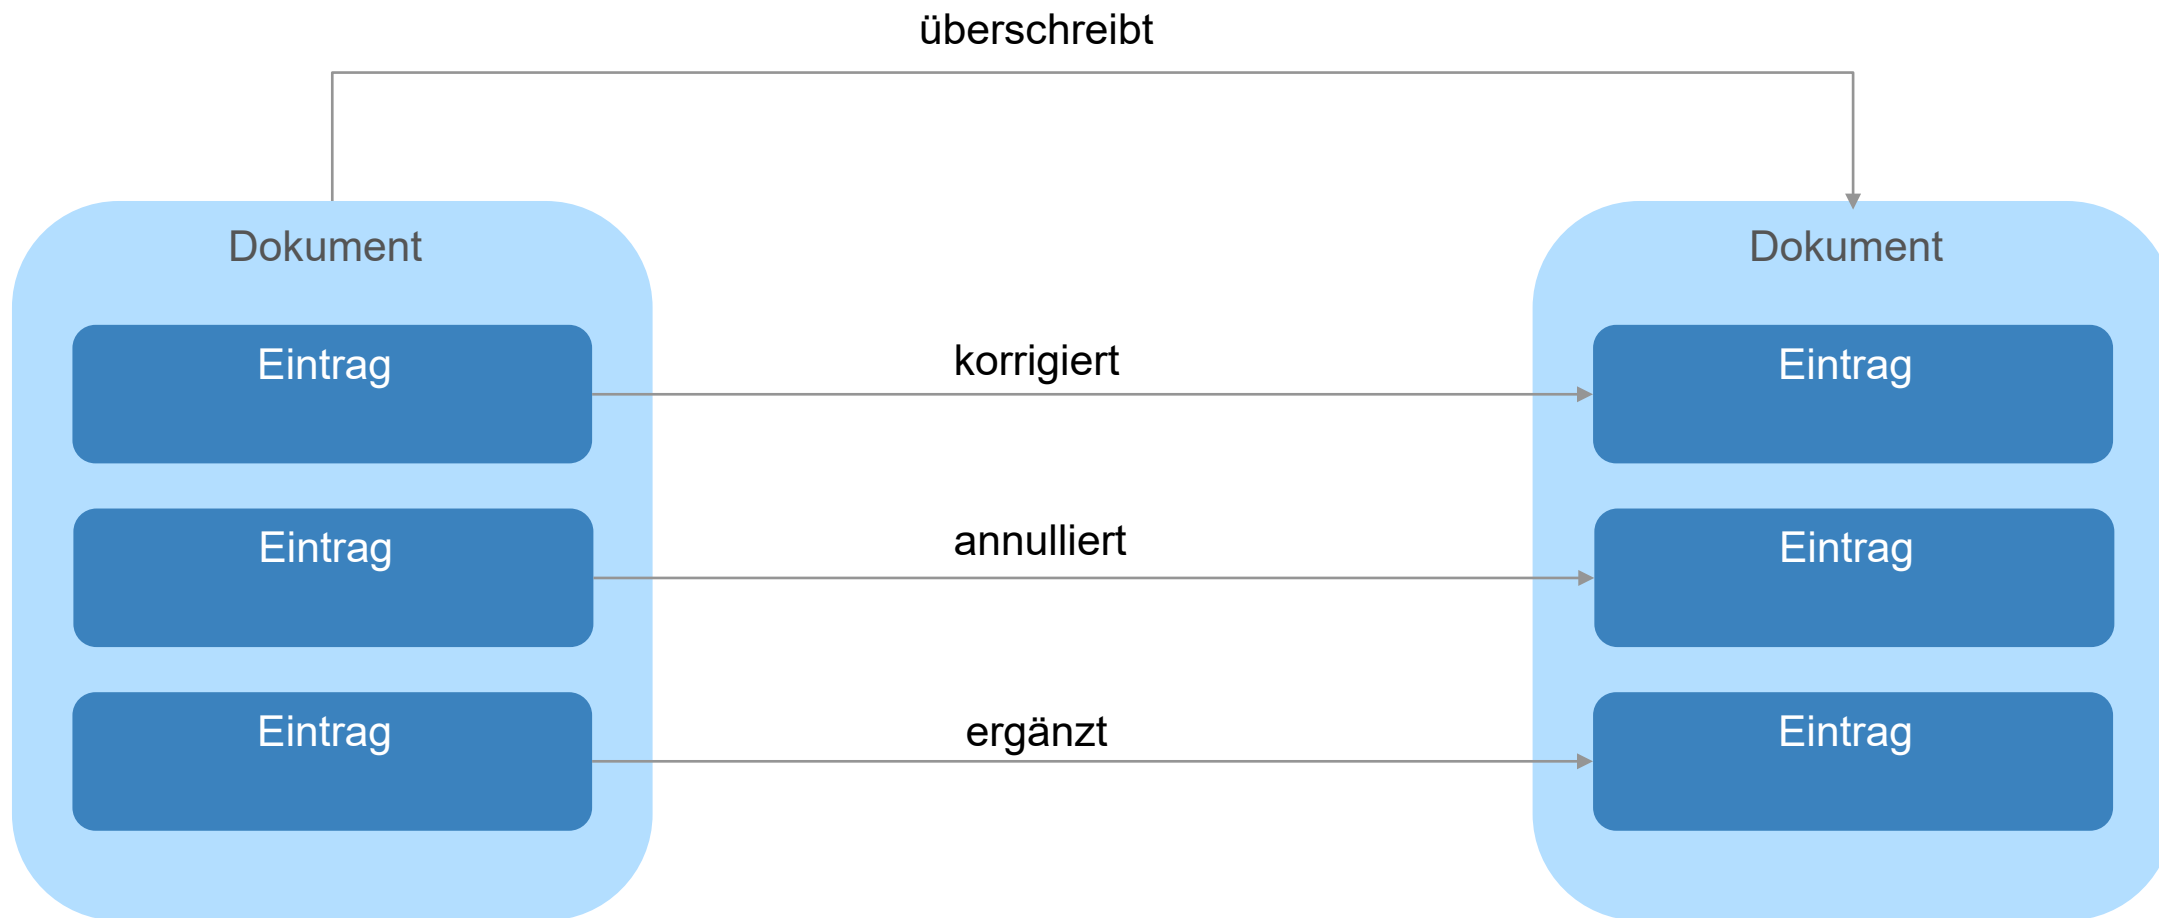 überschreibt
Dokument
Dokument
Eintrag
korrigiert
Eintrag
Eintrag
annulliert
Eintrag
Eintrag
ergänzt
Eintrag